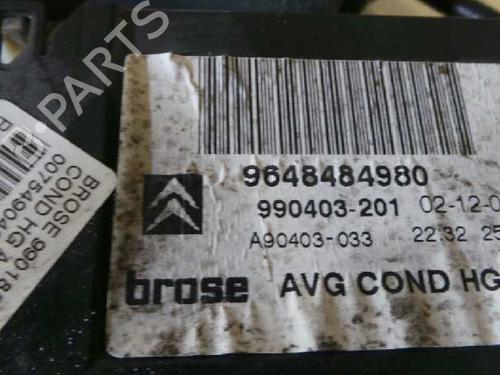 9648484980
990403-201 02-12-0
A90403-033 22:32 25
brose AVG COND HG
BROSE 990
COND HG A
00754904
B-PARTS